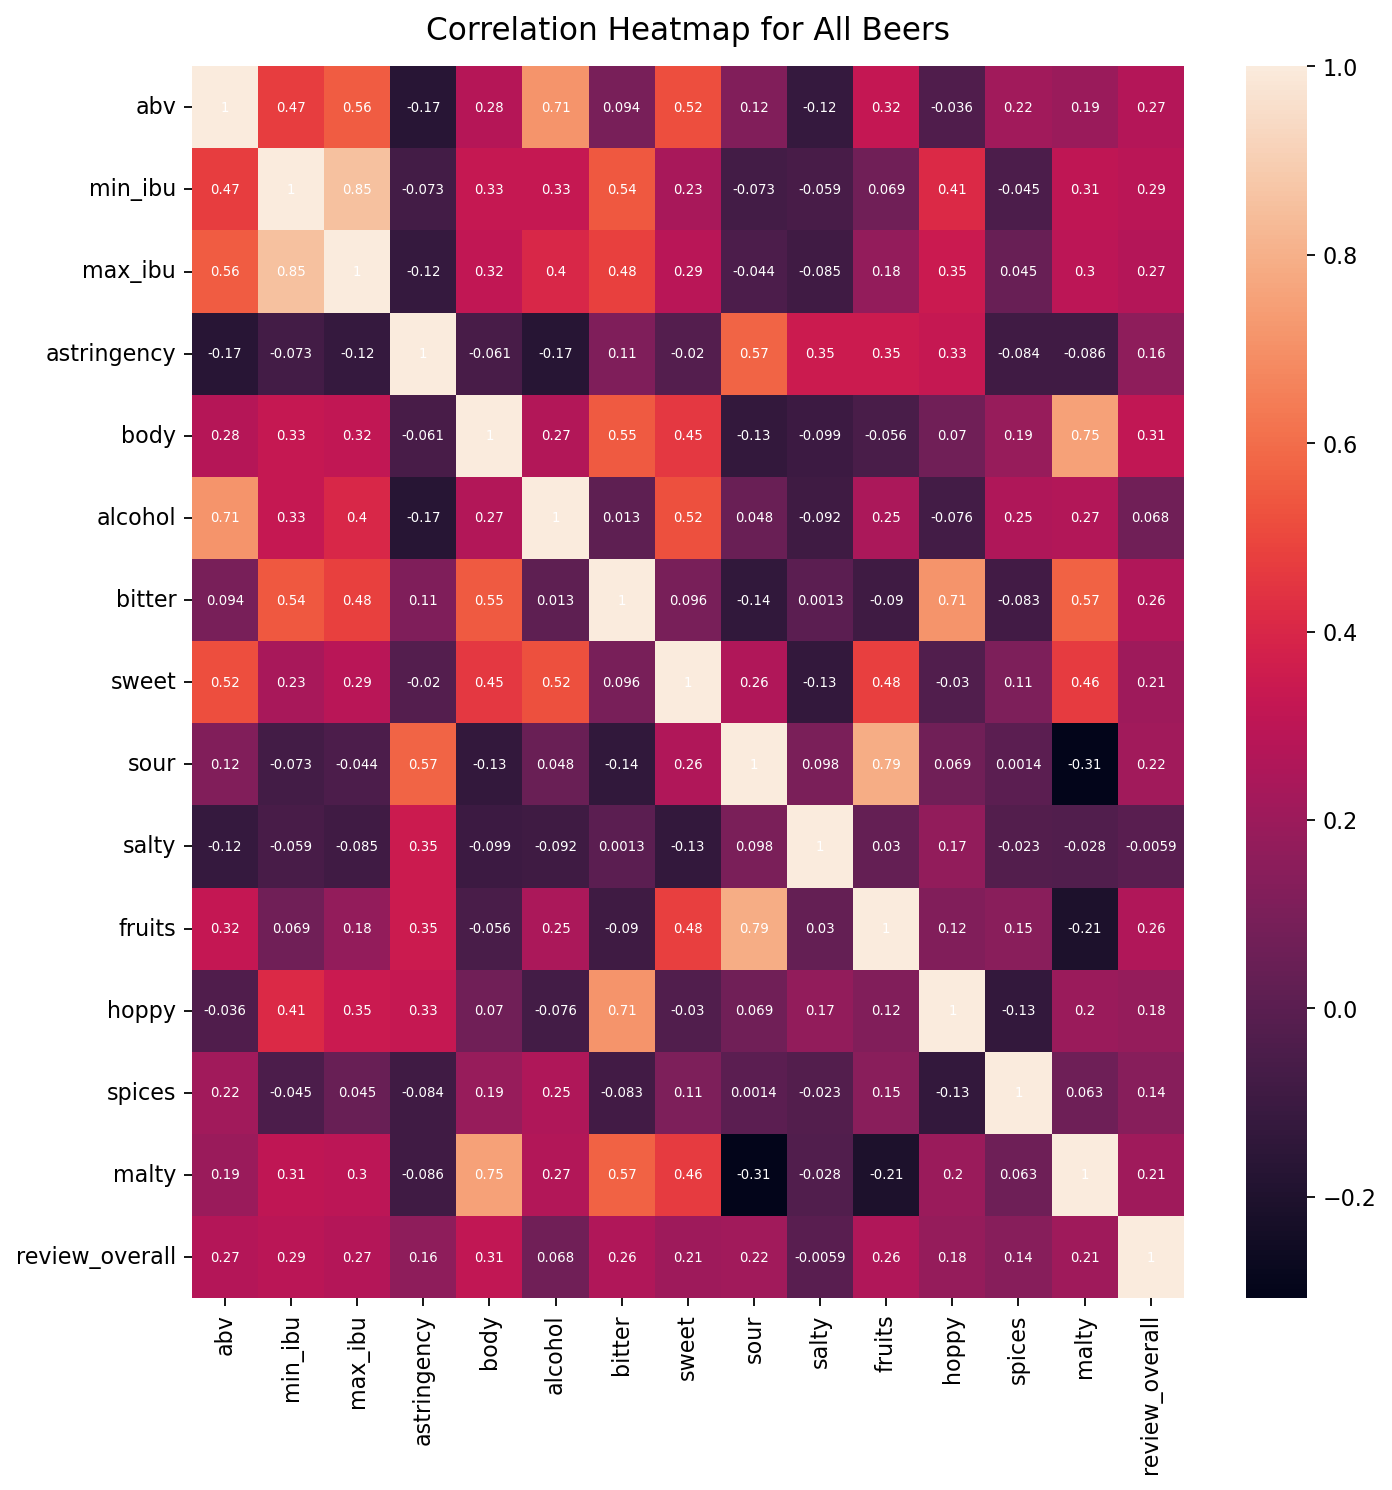 Correlation Heatmap for All Beers
abv 1 0.47 0.56 -0.17 0.28 0.71 0.094 0.52 0.12 -0.12 0.32 -0.036 0.22 0.19 0.27
min_ibu 0.47 1 0.85 -0.073 0.33 0.33 0.54 0.23 -0.073 -0.059 0.069 0.41 -0.045 0.31 0.29
max_ibu 0.56 0.85 1 -0.12 0.32 0.4 0.48 0.29 -0.044 -0.085 0.18 0.35 0.045 0.3 0.27
astringency -0.17 -0.073 -0.12 1 -0.061 -0.17 0.11 -0.02 0.57 0.35 0.35 0.33 -0.084 -0.086 0.16
body 0.28 0.33 0.32 -0.061 1 0.27 0.55 0.45 -0.13 -0.099 -0.056 0.07 0.19 0.75 0.31
alcohol 0.71 0.33 0.4 -0.17 0.27 1 0.013 0.52 0.048 -0.092 0.25 -0.076 0.25 0.27 0.068
bitter 0.094 0.54 0.48 0.11 0.55 0.013 1 0.096 -0.14 0.0013 -0.09 0.71 -0.083 0.57 0.26
sweet 0.52 0.23 0.29 -0.02 0.45 0.52 0.096 1 0.26 -0.13 0.48 -0.03 0.11 0.46 0.21
sour 0.12 -0.073 -0.044 0.57 -0.13 0.048 -0.14 0.26 1 0.098 0.79 0.069 0.0014 -0.31 0.22
salty -0.12 -0.059 -0.085 0.35 -0.099 -0.092 0.0013 -0.13 0.098 1 0.03 0.17 -0.023 -0.028 -0.0059
fruits 0.32 0.069 0.18 0.35 -0.056 0.25 -0.09 0.48 0.79 0.03 1 0.12 0.15 -0.21 0.26
hoppy -0.036 0.41 0.35 0.33 0.07 -0.076 0.71 -0.03 0.069 0.17 0.12 1 -0.13 0.2 0.18
spices 0.22 -0.045 0.045 -0.084 0.19 0.25 -0.083 0.11 0.0014 -0.023 0.15 -0.13 1 0.063 0.14
malty 0.19 0.31 0.3 -0.086 0.75 0.27 0.57 0.46 -0.31 -0.028 -0.21 0.2 0.063 1 0.21
review_overall 0.27 0.29 0.27 0.16 0.31 0.068 0.26 0.21 0.22 -0.0059 0.26 0.18 0.14 0.21 1
abv min_ibu max_ibu astringency body alcohol bitter sweet sour salty fruits hoppy spices malty review_overall
1.0
0.8
0.6
0.4
0.2
0.0
−0.2